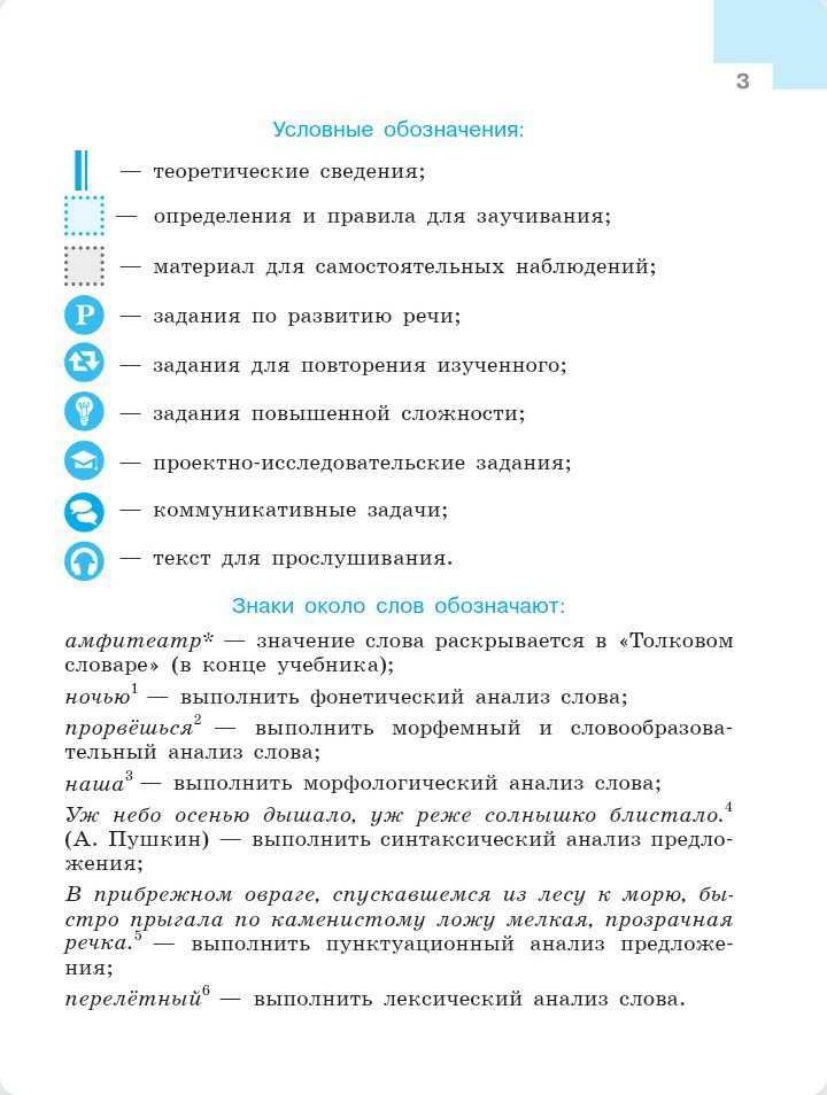 3
Условные обозначения:
— теоретические сведения;
— определения и правила для заучивания;
— материал для самостоятельных наблюдений;
Р — задания по развитию речи;
— задания для повторения изученного;
— задания повышенной сложности;
— проектно-исследовательские задания;
— коммуникативные задачи;
— текст для прослушивания.
Знаки около слов обозначают:
амфитеатр* — значение слова раскрывается в «Толковом
словаре» (в конце учебника);
ночью¹ — выполнить фонетический анализ слова;
прорвёшься² — выполнить морфемный и словообразова-
тельный анализ слова;
наша³ — выполнить морфологический анализ слова;
Уж небо осенью дышало, уж реже солнышко блистало.⁴
(А. Пушкин) — выполнить синтаксический анализ предло-
жения;
В прибрежном овраге, спускавшемся из лесу к морю, бы-
стро прыгала по каменистому ложу мелкая, прозрачная
речка.⁵ — выполнить пунктуационный анализ предложе-
ния;
перелётный⁶ — выполнить лексический анализ слова.